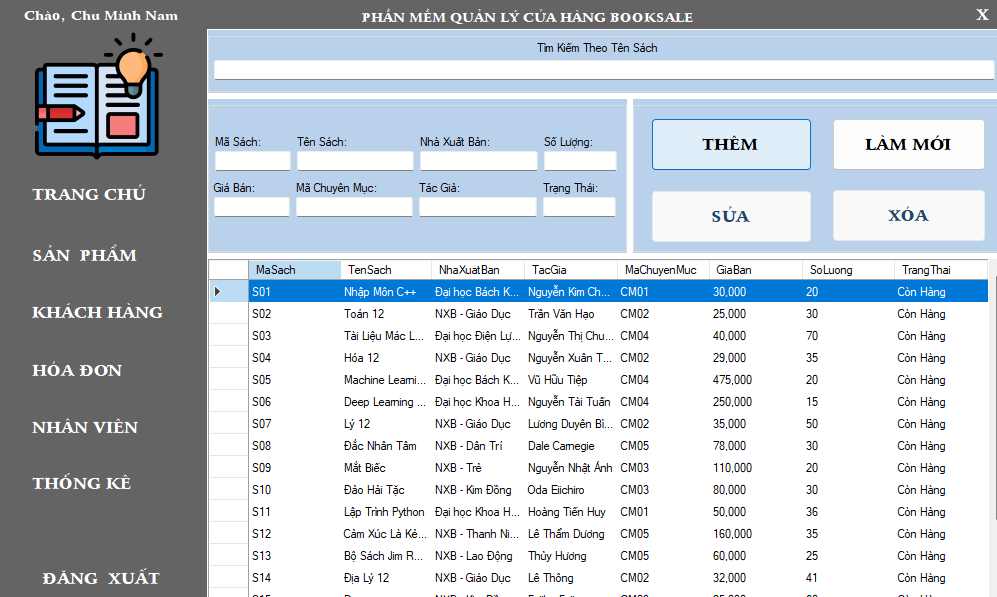 Chào, Chu Minh Nam
PHẦN MỀM QUẢN LÝ CỬA HÀNG BOOKSALE
X
Tìm Kiếm Theo Tên Sách
Mã Sách: Tên Sách: Nhà Xuất Bản: Số Lượng:
Giá Bán: Mã Chuyên Mục: Tác Giả: Trạng Thái:
THÊM LÀM MỚI
SỬA XÓA
TRANG CHỦ
SẢN PHẨM
KHÁCH HÀNG
HÓA ĐƠN
NHÂN VIÊN
THỐNG KÊ
ĐĂNG XUẤT
MaSach TenSach NhaXuatBan TacGia MaChuyenMuc GiaBan SoLuong TrangThai
S01 Nhập Môn C++ Đại học Bách K... Nguyễn Kim Ch... CM01 30,000 20 Còn Hàng
S02 Toán 12 NXB - Giáo Dục Trần Văn Hạo CM02 25,000 30 Còn Hàng
S03 Tài Liệu Mác L... Đại học Điện Lự... Nguyễn Thị Chu... CM04 40,000 70 Còn Hàng
S04 Hóa 12 NXB - Giáo Dục Nguyễn Xuân T... CM02 29,000 35 Còn Hàng
S05 Machine Learni... Đại học Bách K... Vũ Hữu Tiệp CM04 475,000 20 Còn Hàng
S06 Deep Learning ... Đại học Khoa H... Nguyễn Tài Tuấn CM04 250,000 15 Còn Hàng
S07 Lý 12 NXB - Giáo Dục Lương Duyên Bì... CM02 35,000 50 Còn Hàng
S08 Đắc Nhân Tâm NXB - Dân Trí Dale Carnegie CM05 78,000 30 Còn Hàng
S09 Mắt Biếc NXB - Trẻ Nguyễn Nhật Ánh CM03 110,000 20 Còn Hàng
S10 Đảo Hải Tặc NXB - Kim Đồng Oda Eiichiro CM03 80,000 30 Còn Hàng
S11 Lập Trình Python Đại học Khoa H... Hoàng Tiến Huy CM01 50,000 36 Còn Hàng
S12 Cảm Xúc Là Kẻ... NXB - Thanh Ni... Lê Thẩm Dương CM05 160,000 35 Còn Hàng
S13 Bộ Sách Jim R... NXB - Lao Động Thủy Hương CM05 60,000 25 Còn Hàng
S14 Địa Lý 12 NXB - Giáo Dục Lê Thông CM02 32,000 41 Còn Hàng